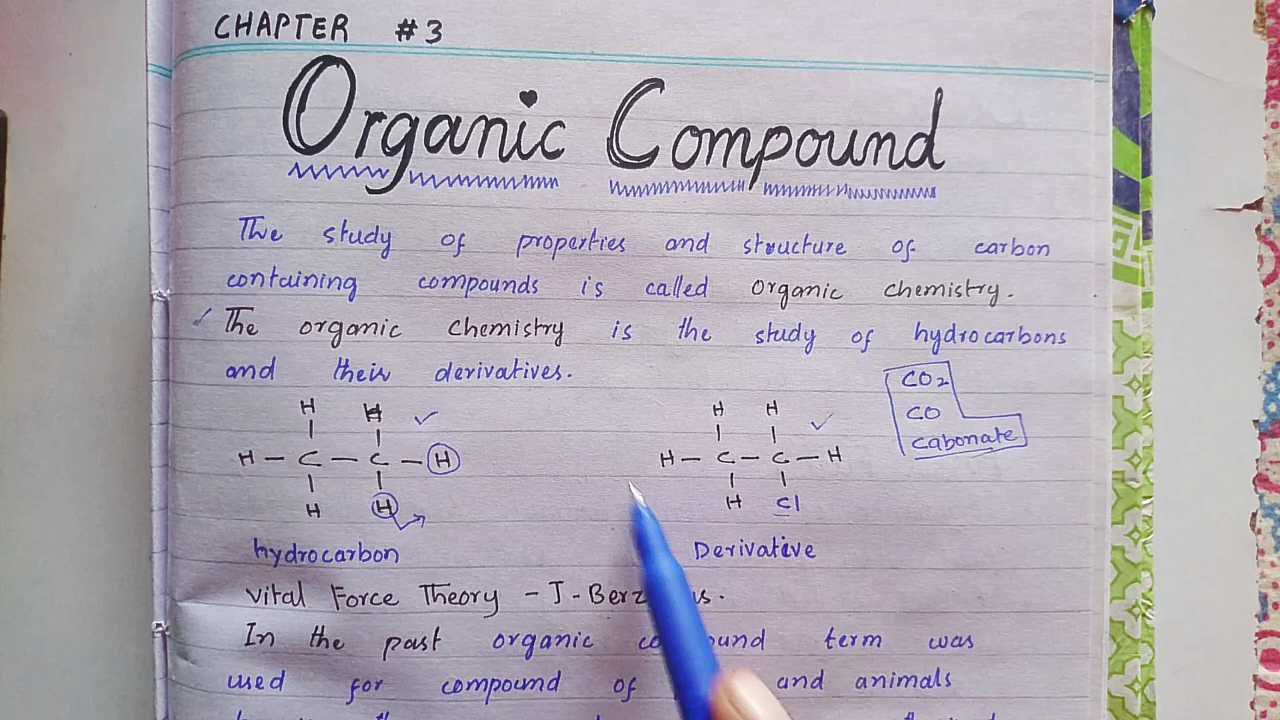 CHAPTER #3
Organic Compound
The study of properties and structure of carbon
containing compounds is called organic chemistry.
The organic chemistry is the study of hydrocarbons
and their derivatives.
CO2
CO
Cabonate
H H
H - C - C - H
H H
H H
H - C - C - H
H Cl
hydrocarbon
Derivative
Vital Force Theory - J-
In the past organic term was
used for compound of and animals